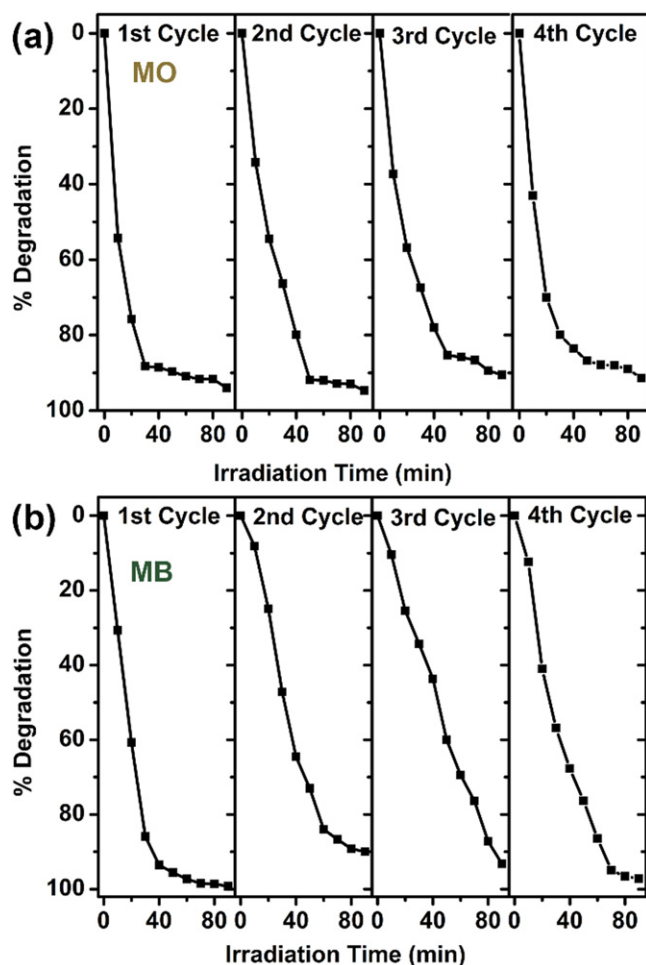 (a)
1st Cycle 2nd Cycle 3rd Cycle 4th Cycle
MO
% Degradation
0
20
40
60
80
100
0 40 80 0 40 80 0 40 80 0 40 80
Irradiation Time (min)
(b)
1st Cycle 2nd Cycle 3rd Cycle 4th Cycle
MB
% Degradation
0
20
40
60
80
100
0 40 80 0 40 80 0 40 80 0 40 80
Irradiation Time (min)